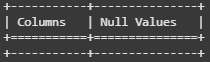 +-----------+---------------+
| Columns   | Null Values   |
+===========+===============+
+-----------+---------------+